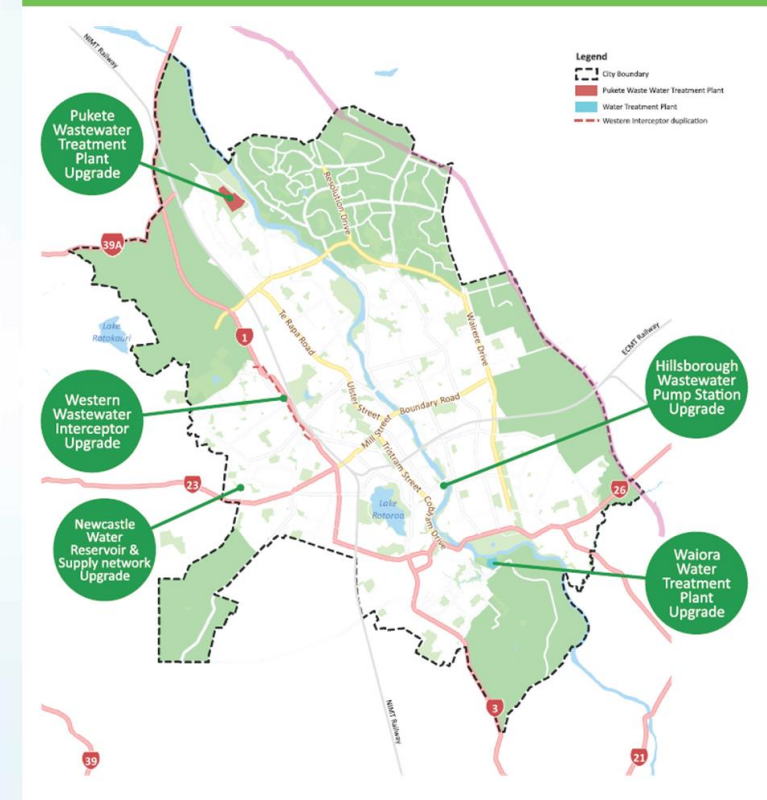 NIMT Railway
Legend
City Boundary
Pukete Waste Water Treatment Plant
Water Treatment Plant
Western Interceptor duplication
Pukete
Wastewater
Treatment
Plant
Upgrade
Resolution Drive
39A
Lake
Rotokauri
1
Te Rapa Road
Wairere Drive
ECMT Railway
Hillsborough
Wastewater
Pump Station
Upgrade
Western
Wastewater
Interceptor
Upgrade
Ulster Street
Boundary Road
Mill Street
Tristram Street
23
26
Lake
Rotoroa
Cobham Drive
Newcastle
Water
Reservoir &
Supply network
Upgrade
Waiora
Water
Treatment
Plant
Upgrade
3
NIMT Railway
39
21